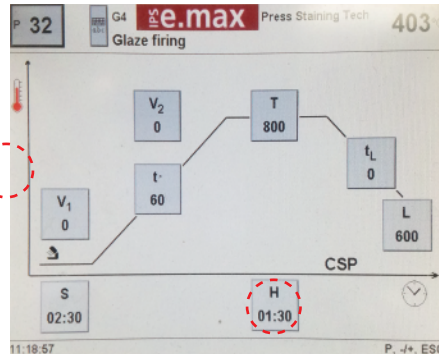 P 32
G4 IPS e.max Press Staining Tech 403
Glaze firing
V2 0
T 800
t· 60
tL 0
V1 0
L 600
CSP
S 02:30
H 01:30
11:18:57 P, -/+, ESC